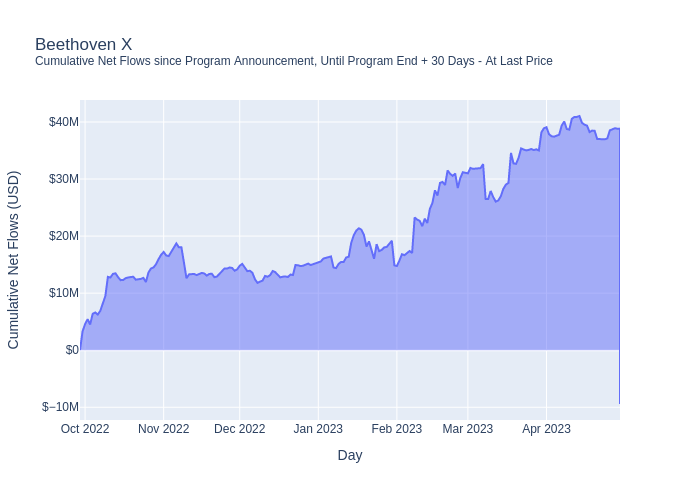 Beethoven X
Cumulative Net Flows since Program Announcement, Until Program End + 30 Days - At Last Price
Cumulative Net Flows (USD)
$40M
$30M
$20M
$10M
$0
$−10M
Oct 2022
Nov 2022
Dec 2022
Jan 2023
Feb 2023
Mar 2023
Apr 2023
Day